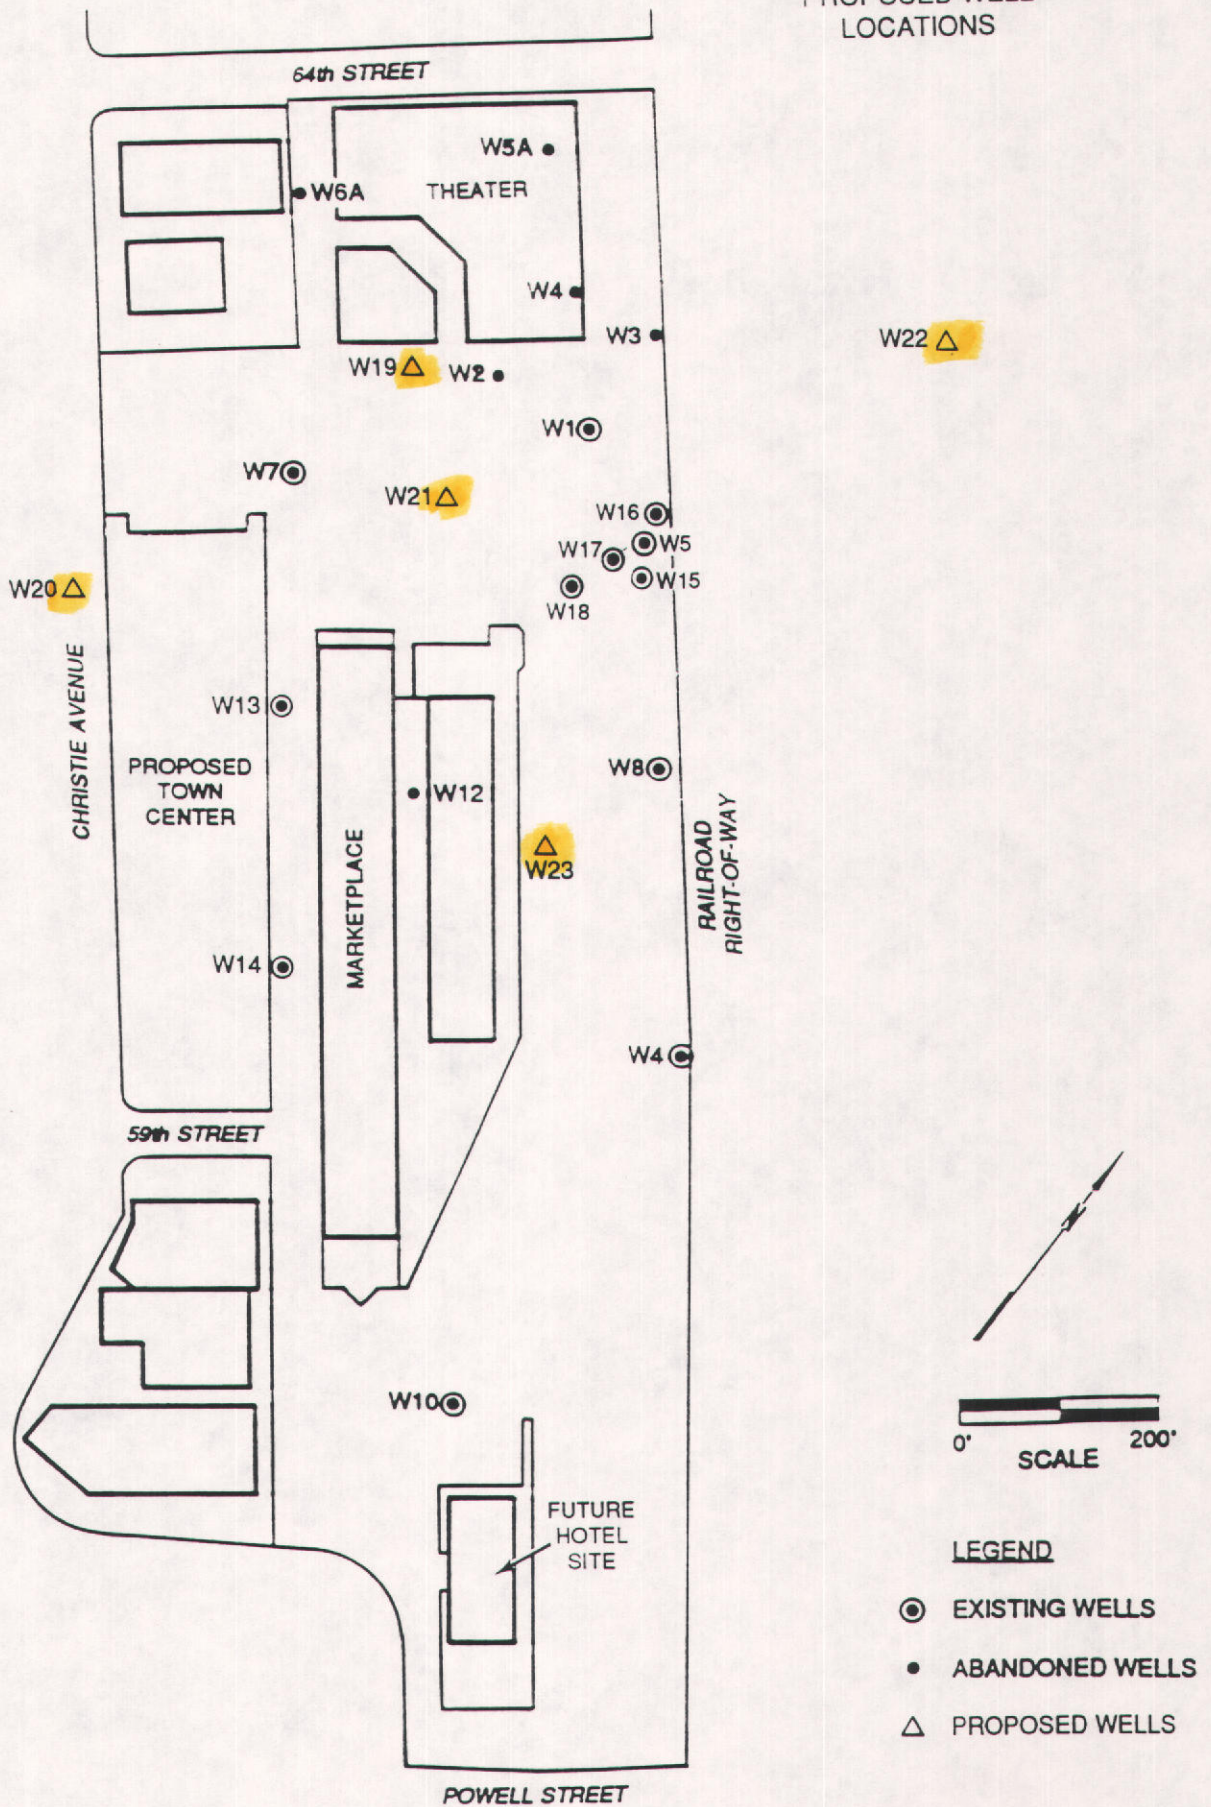 PROPOSED WELL
LOCATIONS
64th STREET
W5A
W6A
THEATER
W4
W3
W22
W19
W2
W1
W7
W21
W16
W5
W17
W15
W20
W18
CHRISTIE AVENUE
W13
PROPOSED
TOWN
CENTER
W8
W12
MARKETPLACE
W23
RAILROAD
RIGHT-OF-WAY
W14
W4
59th STREET
N
W10
0'
200'
SCALE
FUTURE
HOTEL
SITE
LEGEND
EXISTING WELLS
ABANDONED WELLS
PROPOSED WELLS
POWELL STREET